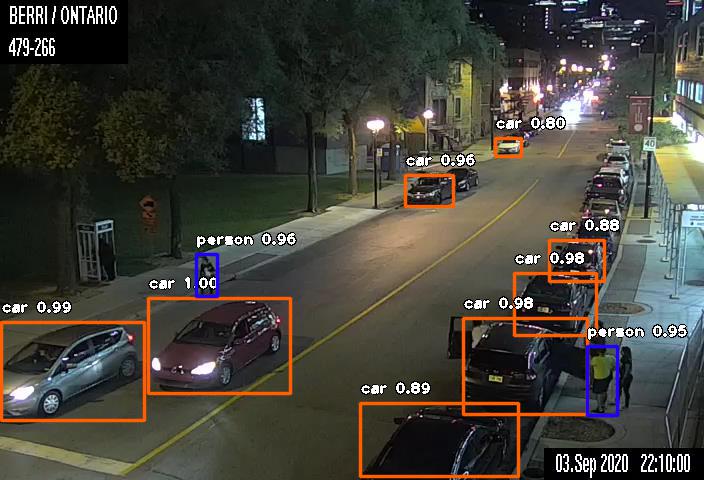 BERRI / ONTARIO
479-266
car 0.80
car 0.96
40
car 0.88
person 0.96
car 0.98
car 1.00
car 0.99
car 0.98
person 0.95
car 0.89
03.Sep 2020 22:10:00